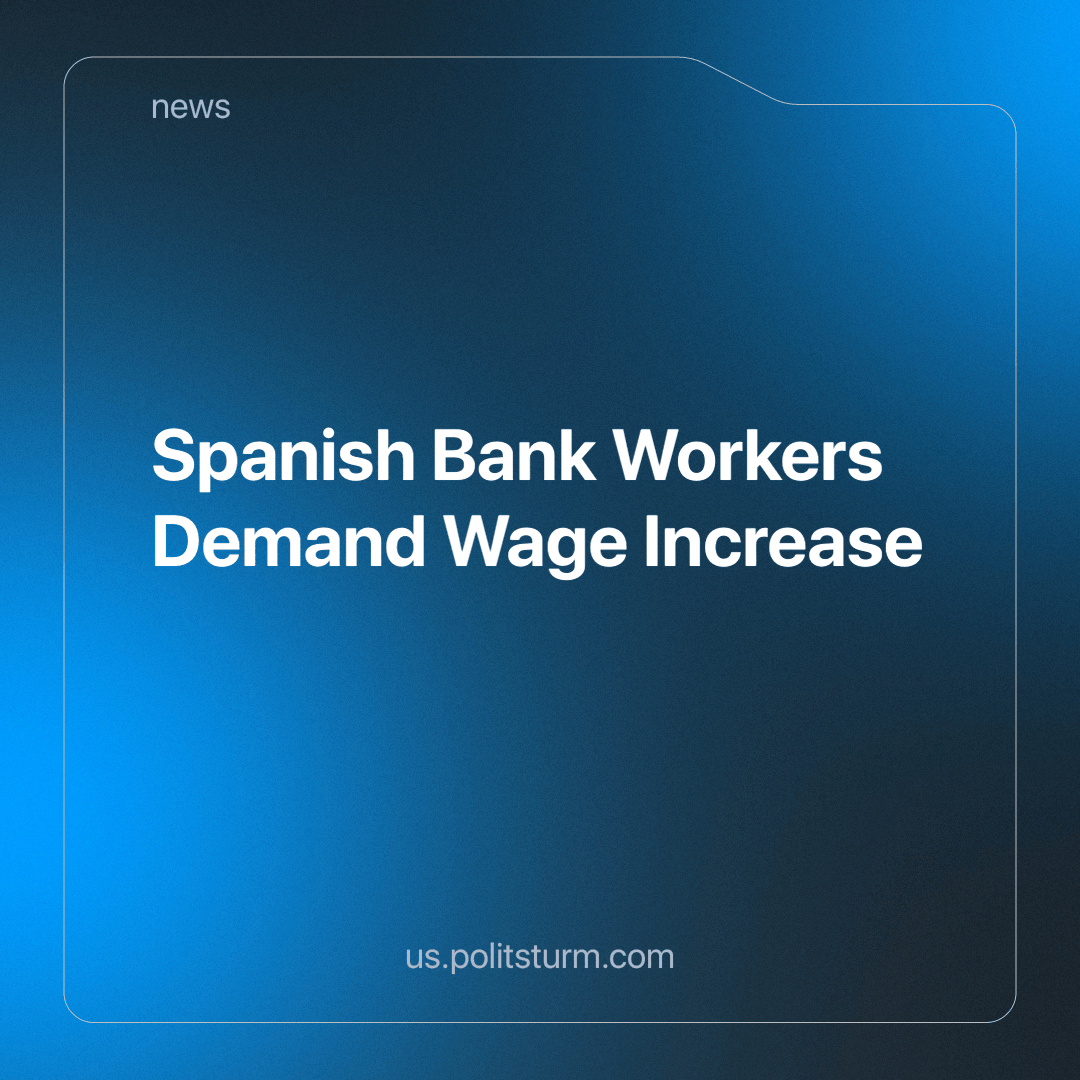 news
Spanish Bank Workers
Demand Wage Increase
us.politsturm.com